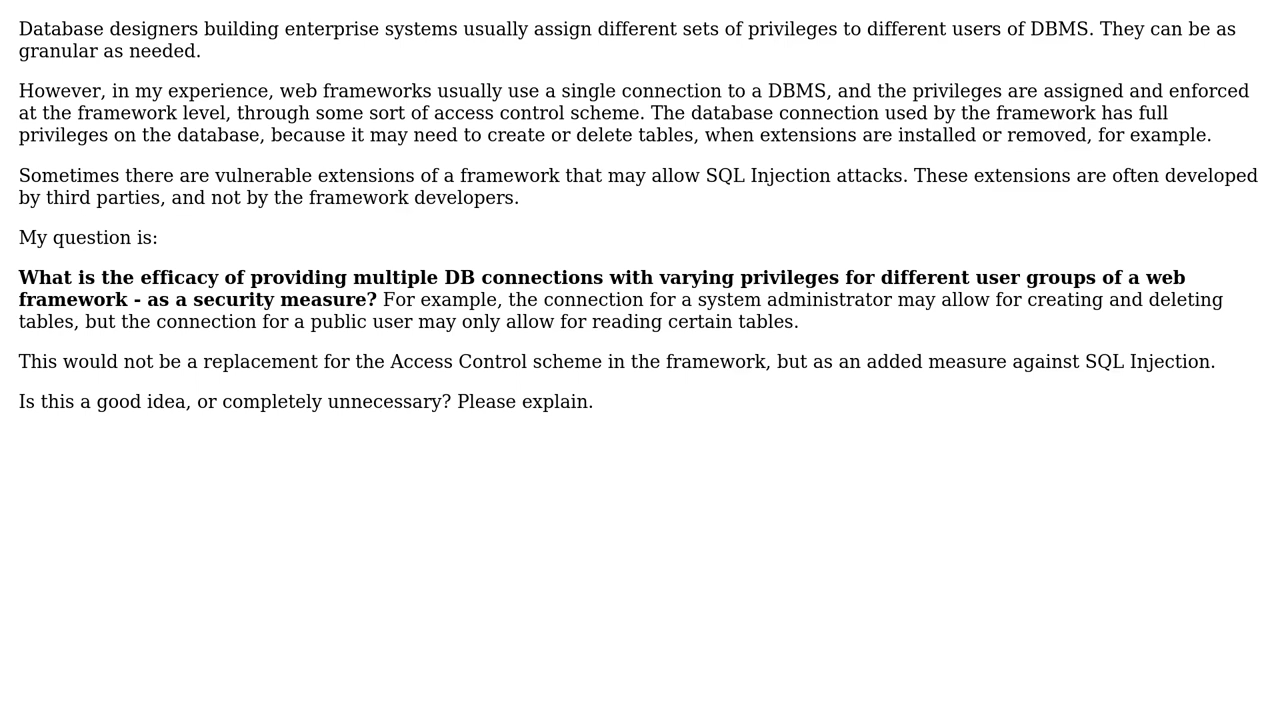 Database designers building enterprise systems usually assign different sets of privileges to different users of DBMS. They can be as
granular as needed.
However, in my experience, web frameworks usually use a single connection to a DBMS, and the privileges are assigned and enforced
at the framework level, through some sort of access control scheme. The database connection used by the framework has full
privileges on the database, because it may need to create or delete tables, when extensions are installed or removed, for example.
Sometimes there are vulnerable extensions of a framework that may allow SQL Injection attacks. These extensions are often developed
by third parties, and not by the framework developers.
My question is:
What is the efficacy of providing multiple DB connections with varying privileges for different user groups of a web
framework - as a security measure? For example, the connection for a system administrator may allow for creating and deleting
tables, but the connection for a public user may only allow for reading certain tables.
This would not be a replacement for the Access Control scheme in the framework, but as an added measure against SQL Injection.
Is this a good idea, or completely unnecessary? Please explain.